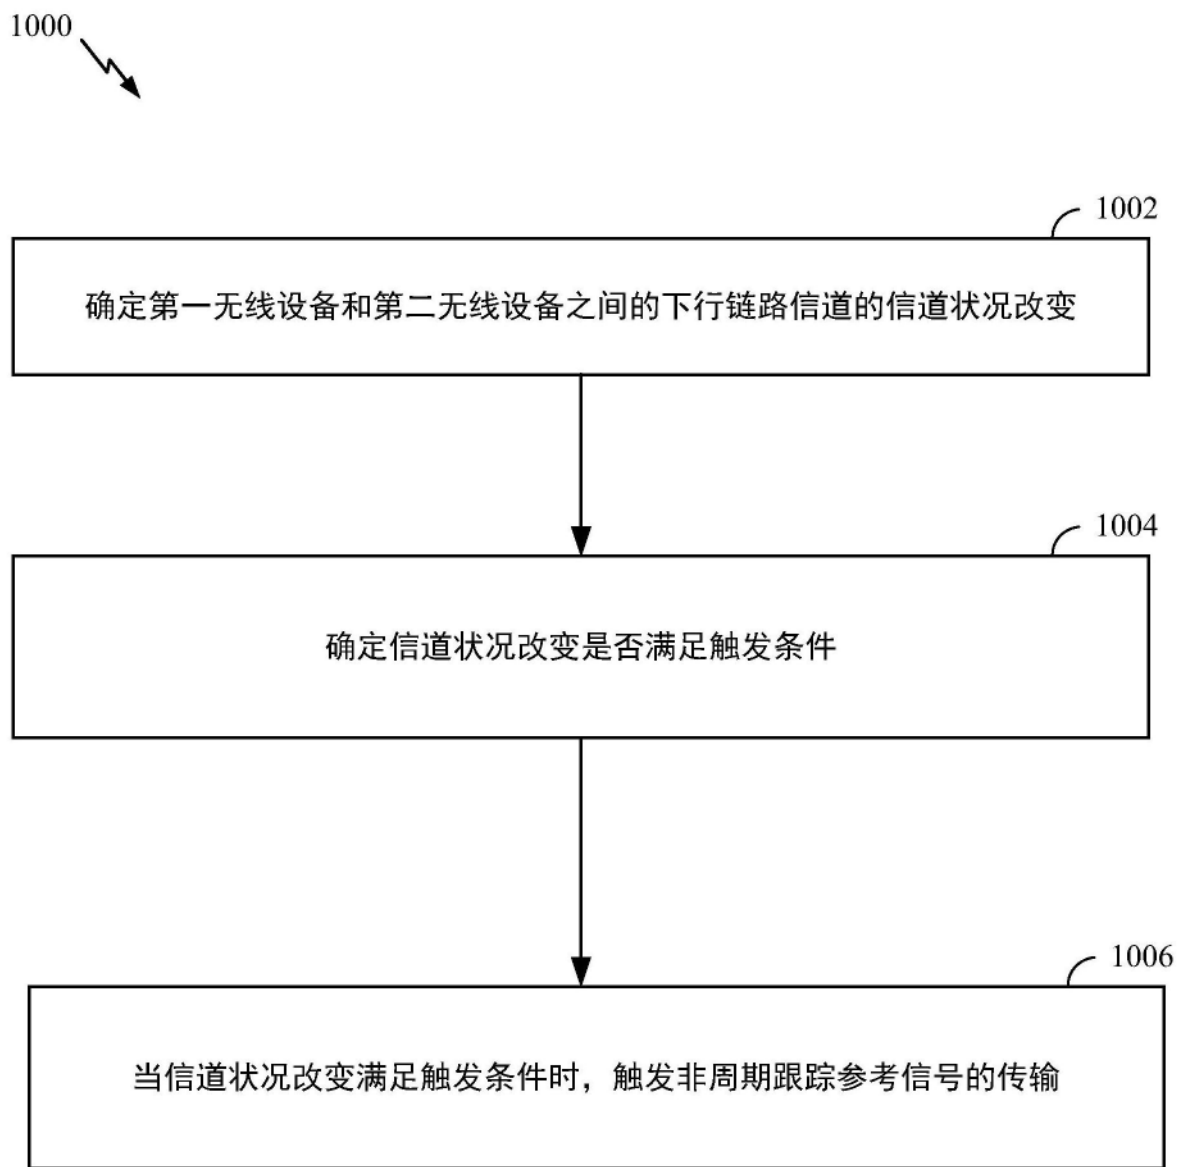 1000
1002
确定第一无线设备和第二无线设备之间的下行链路信道的信道状况改变
1004
确定信道状况改变是否满足触发条件
1006
当信道状况改变满足触发条件时，触发非周期跟踪参考信号的传输